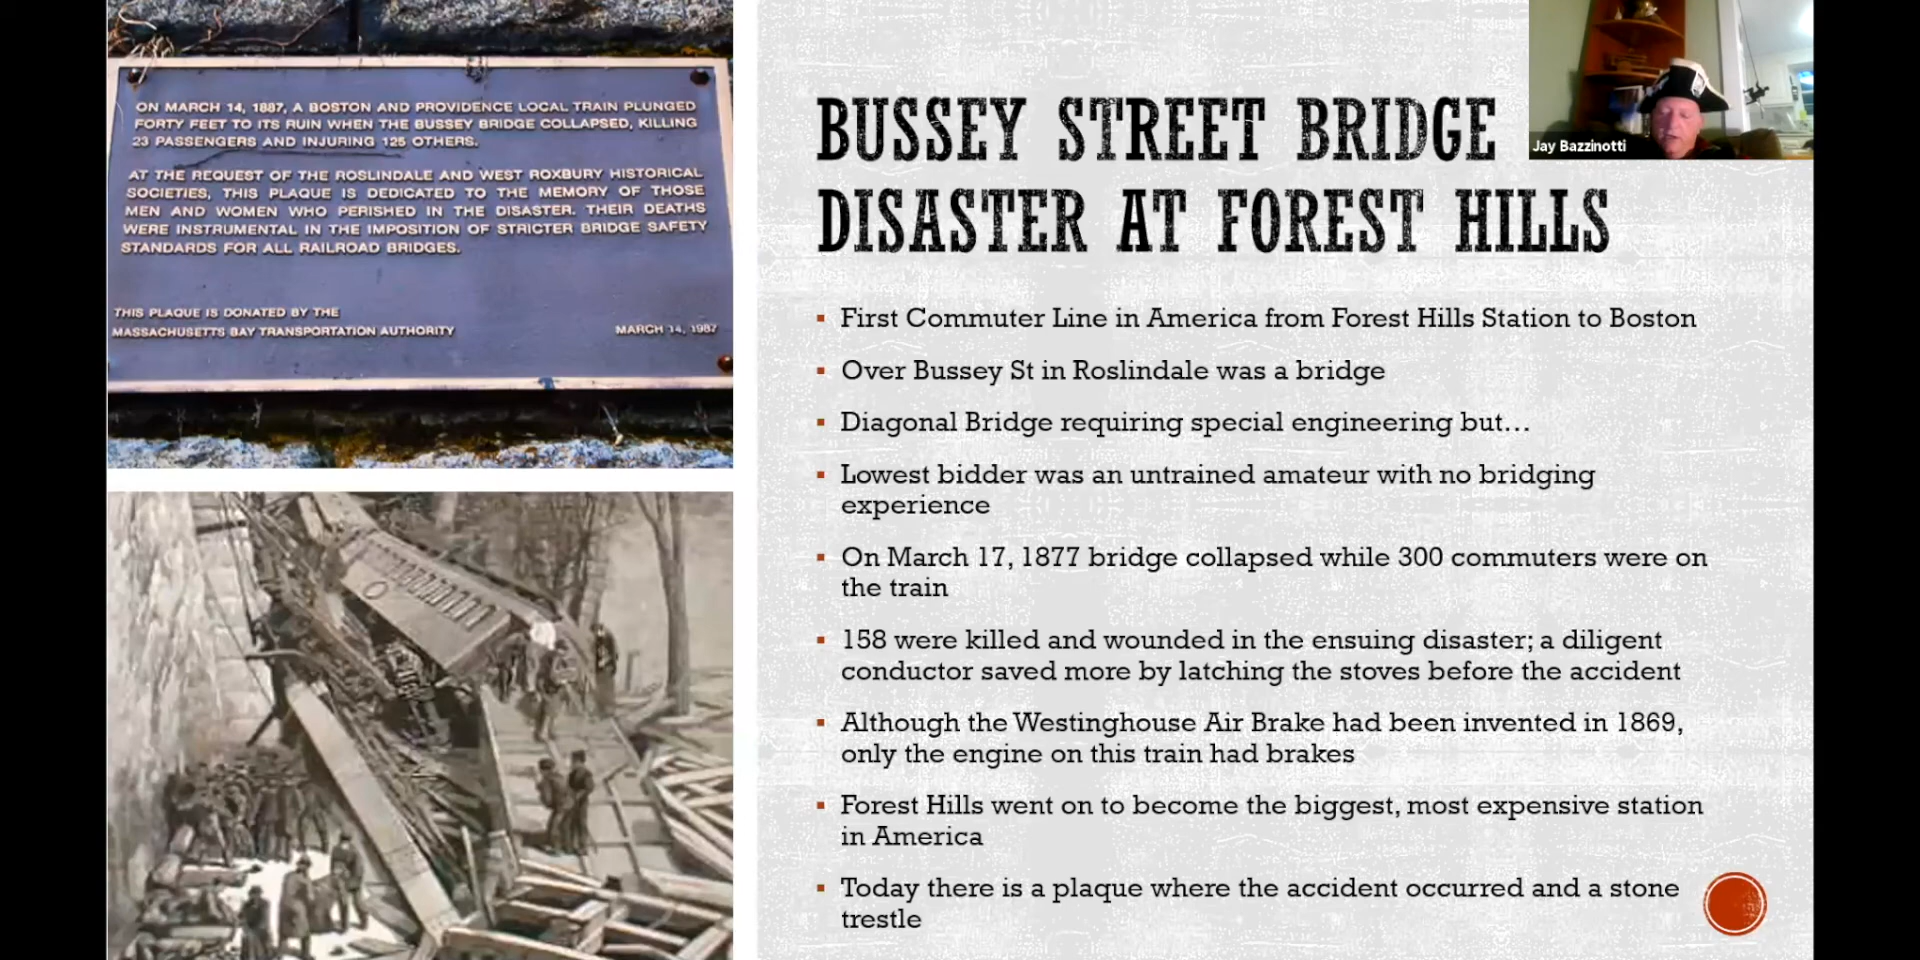 ON MARCH 14, 1887, A BOSTON AND PROVIDENCE LOCAL TRAIN PLUNGED
FORTY FEET TO ITS RUIN WHEN THE BUSSEY BRIDGE COLLAPSED, KILLING
23 PASSENGERS AND INJURING 125 OTHERS.
AT THE REQUEST OF THE ROSLINDALE AND WEST ROXBURY HISTORICAL
SOCIETIES, THIS PLAQUE IS DEDICATED TO THE MEMORY OF THOSE
MEN AND WOMEN WHO PERISHED IN THE DISASTER. THEIR DEATHS
WERE INSTRUMENTAL IN THE IMPOSITION OF STRICTER BRIDGE SAFETY
STANDARDS FOR ALL RAILROAD BRIDGES.
THIS PLAQUE IS DONATED BY THE
MASSACHUSETTS BAY TRANSPORTATION AUTHORITY MARCH 14, 1987
BUSSEY STREET BRIDGE
DISASTER AT FOREST HILLS
Jay Bazzinotti
▪ First Commuter Line in America from Forest Hills Station to Boston
▪ Over Bussey St in Roslindale was a bridge
▪ Diagonal Bridge requiring special engineering but…
▪ Lowest bidder was an untrained amateur with no bridging
experience
▪ On March 17, 1877 bridge collapsed while 300 commuters were on
the train
▪ 158 were killed and wounded in the ensuing disaster; a diligent
conductor saved more by latching the stoves before the accident
▪ Although the Westinghouse Air Brake had been invented in 1869,
only the engine on this train had brakes
▪ Forest Hills went on to become the biggest, most expensive station
in America
▪ Today there is a plaque where the accident occurred and a stone
trestle